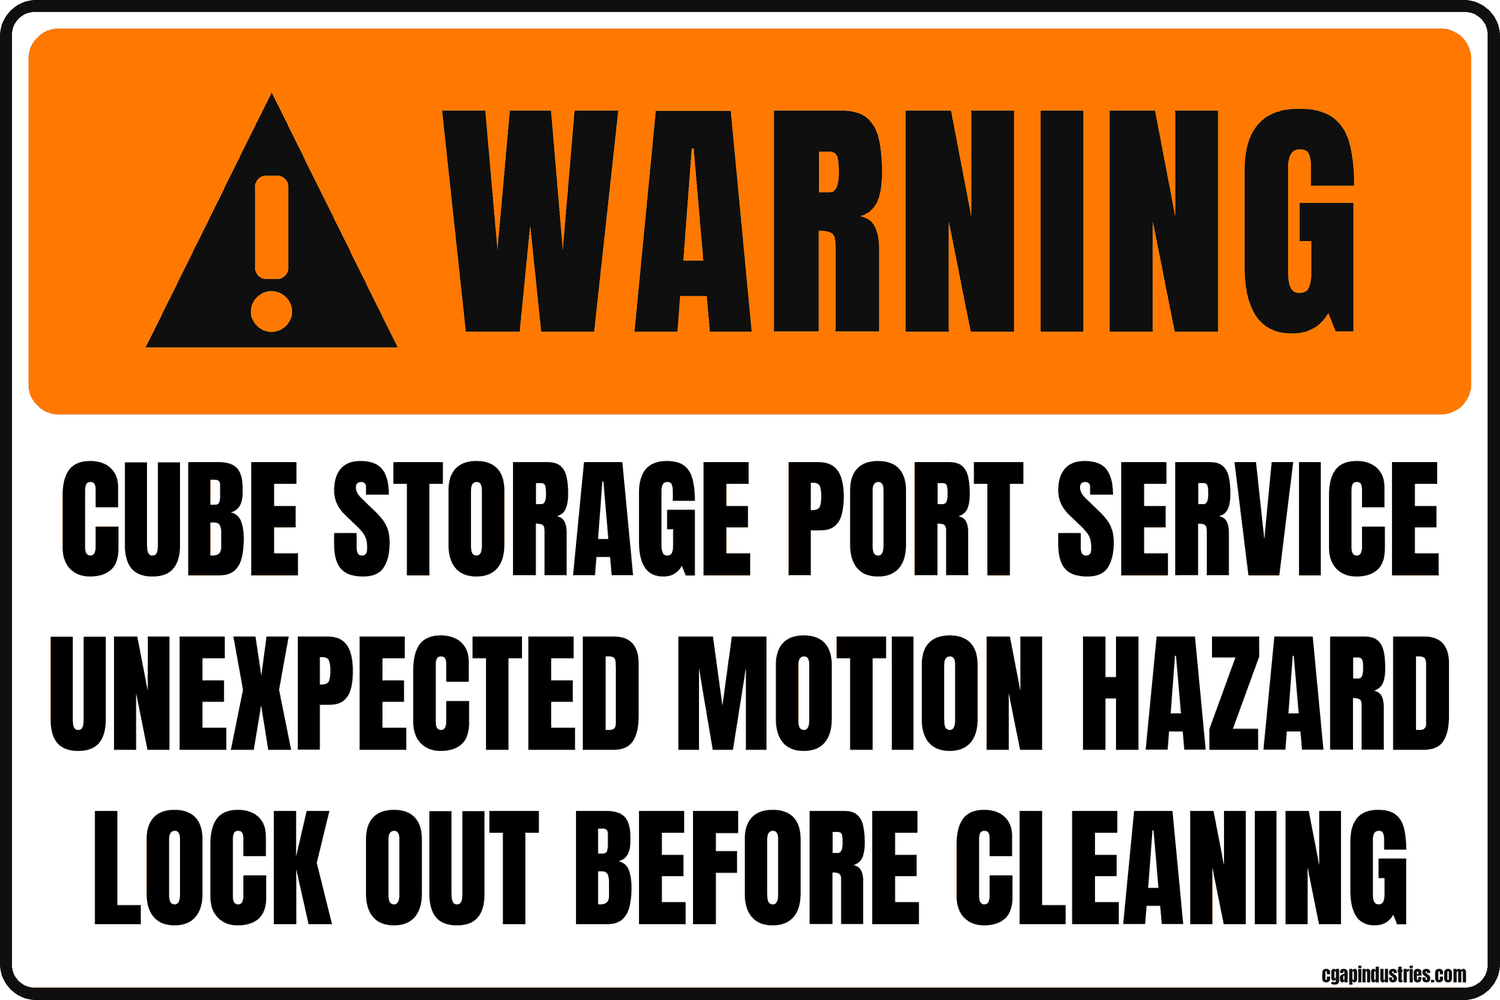 WARNING
CUBE STORAGE PORT SERVICE
UNEXPECTED MOTION HAZARD
LOCK OUT BEFORE CLEANING
cgapindustries.com